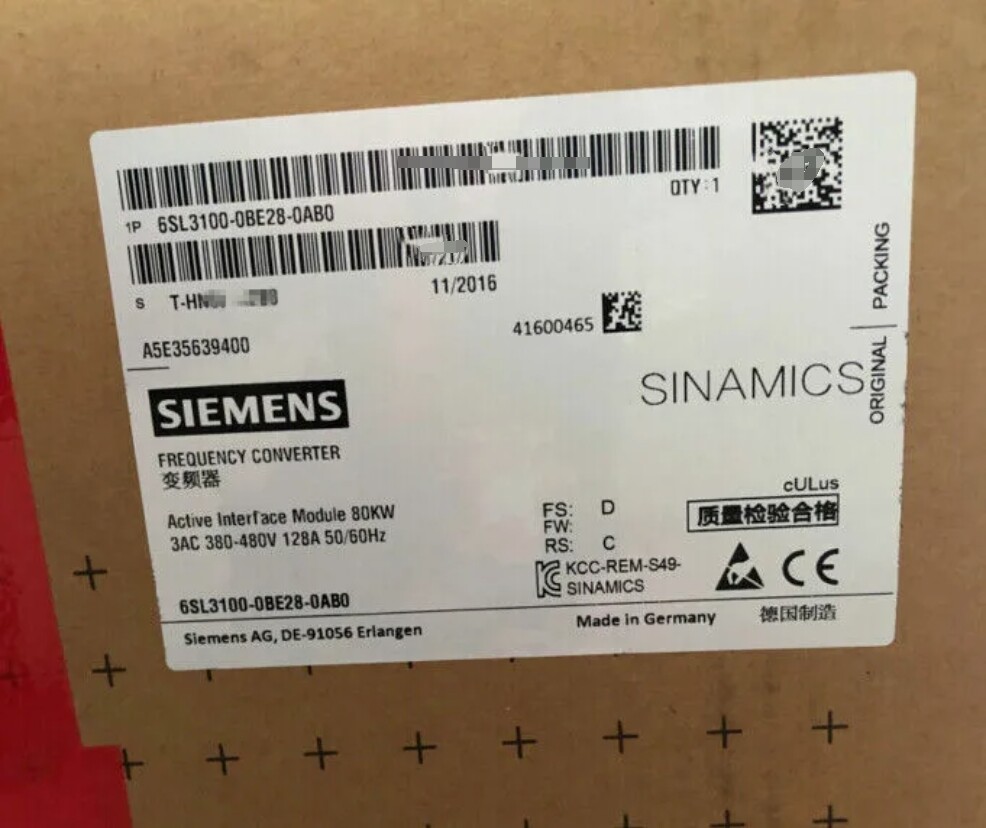 1P 6SL3100-0BE28-0AB0
QTY : 1
S T-HN
11/2016
41600465
A5E35639400
ORIGINAL | PACKING
SIEMENS
SINAMICS
FREQUENCY CONVERTER
变频器
Active Interface Module 80KW
3AC 380-480V 128A 50/60Hz
FS: D
FW:
RS: C
cULus
质量检验合格
KCC-REM-S49-
SINAMICS
CE
6SL3100-0BE28-0AB0
Siemens AG, DE-91056 Erlangen
Made in Germany
德国制造